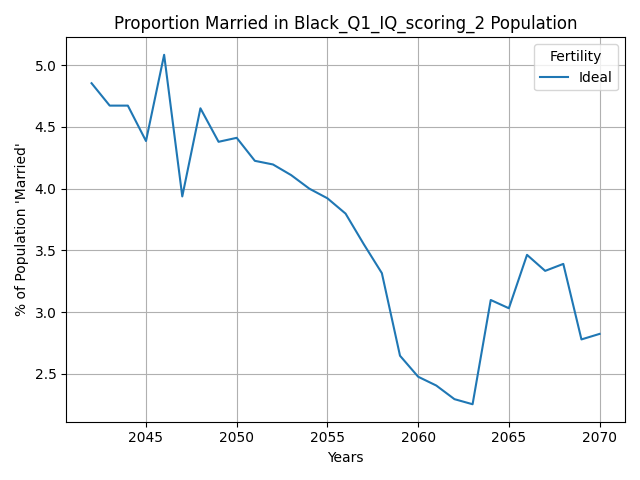 Proportion Married in Black_Q1_IQ_scoring_2 Population
Fertility
Ideal
% of Population 'Married'
5.0
4.5
4.0
3.5
3.0
2.5
2045 2050 2055 2060 2065 2070
Years